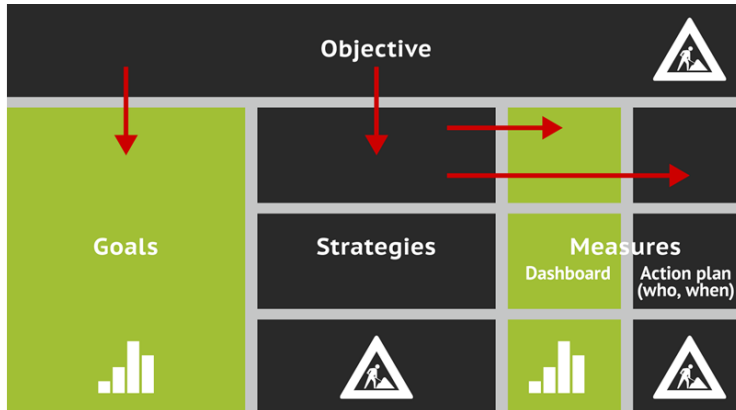 Objective
Goals
Strategies
Measures
Dashboard
Action plan
(who, when)